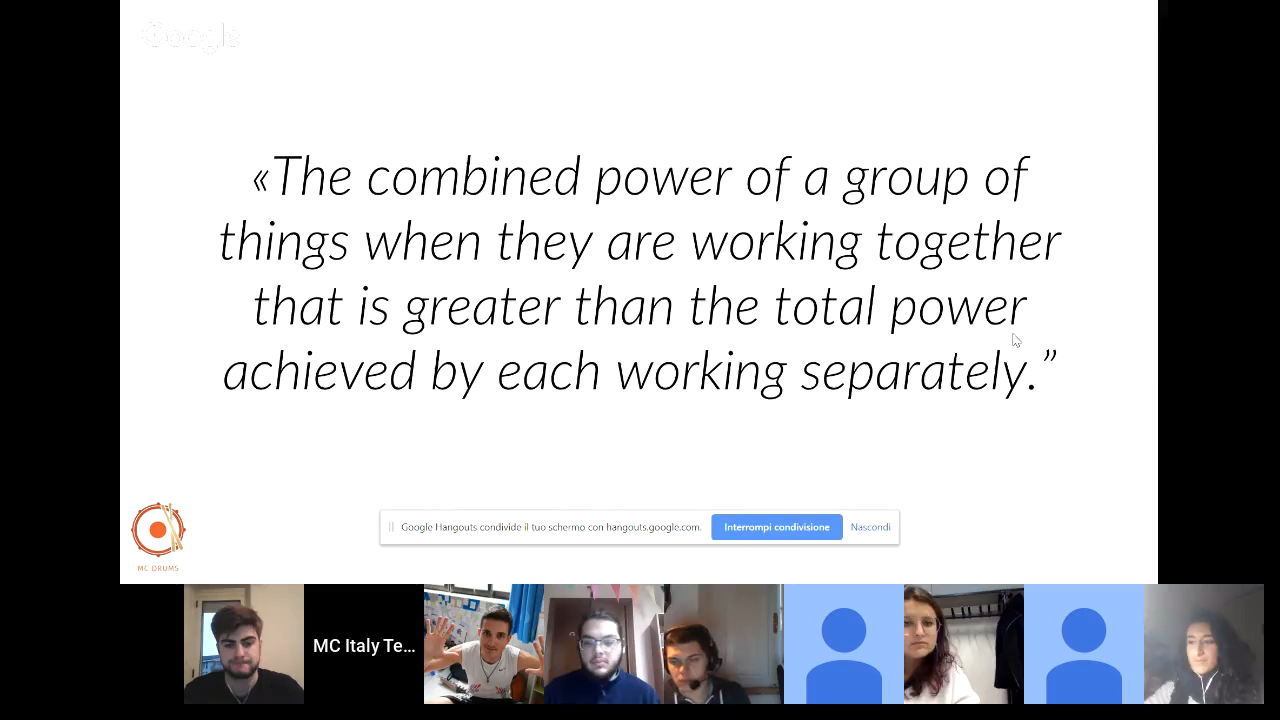 Google
«The combined power of a group of
things when they are working together
that is greater than the total power
achieved by each working separately.”
Google Hangouts condivide il tuo schermo con hangouts.google.com.
Interrompi condivisione
Nascondi
MC DRUMS
MC Italy Te...